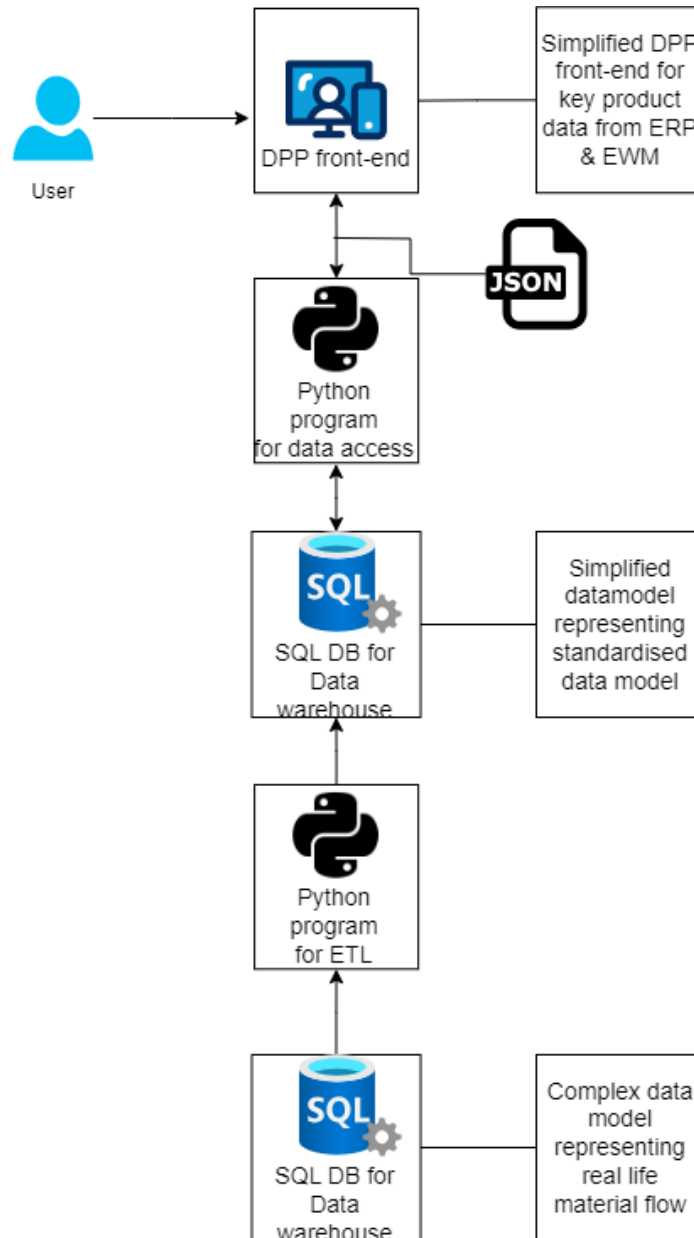 Simplified DPP
front-end for
key product
data from ERP
& EWM
DPP front-end
User
JSON
Python
program
for data access
SQL
SQL DB for
Data
warehouse
Simplified
datamodel
representing
standardised
data model
Python
program
for ETL
SQL
SQL DB for
Data
warehouse
Complex data
model
representing
real life
material flow